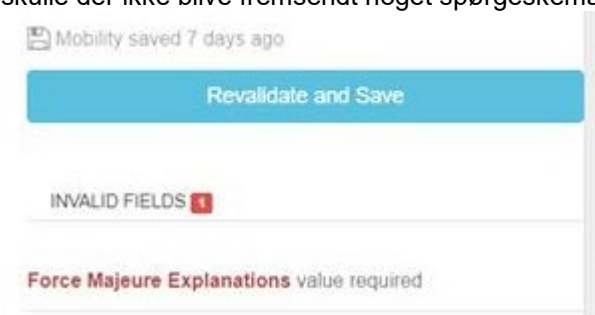 skulle der ikke blive fremsendt noget spørgeskema
Mobility saved 7 days ago
Revalidate and Save
INVALID FIELDS 1
Force Majeure Explanations value required